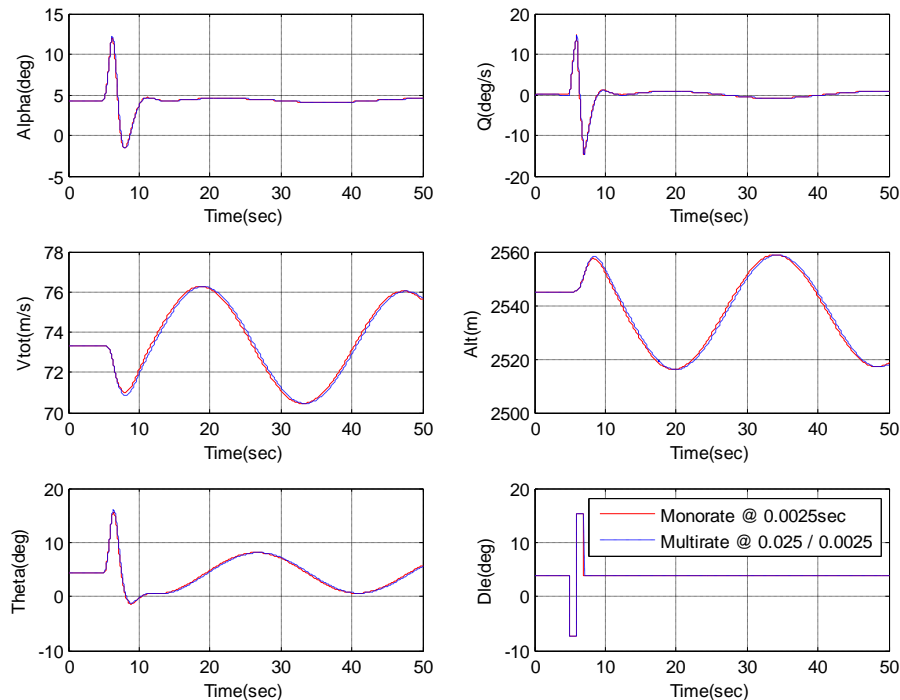 15
10
5
0
-5
Alpha(deg)
0 10 20 30 40 50
Time(sec)
20
10
0
-10
-20
Q(deg/s)
0 10 20 30 40 50
Time(sec)
78
76
74
72
70
Vtot(m/s)
0 10 20 30 40 50
Time(sec)
2560
2540
2520
2500
Alt(m)
0 10 20 30 40 50
Time(sec)
20
10
0
-10
Theta(deg)
0 10 20 30 40 50
Time(sec)
20
10
0
-10
Dle(deg)
Monorate @ 0.0025sec
Multirate @ 0.025 / 0.0025
0 10 20 30 40 50
Time(sec)